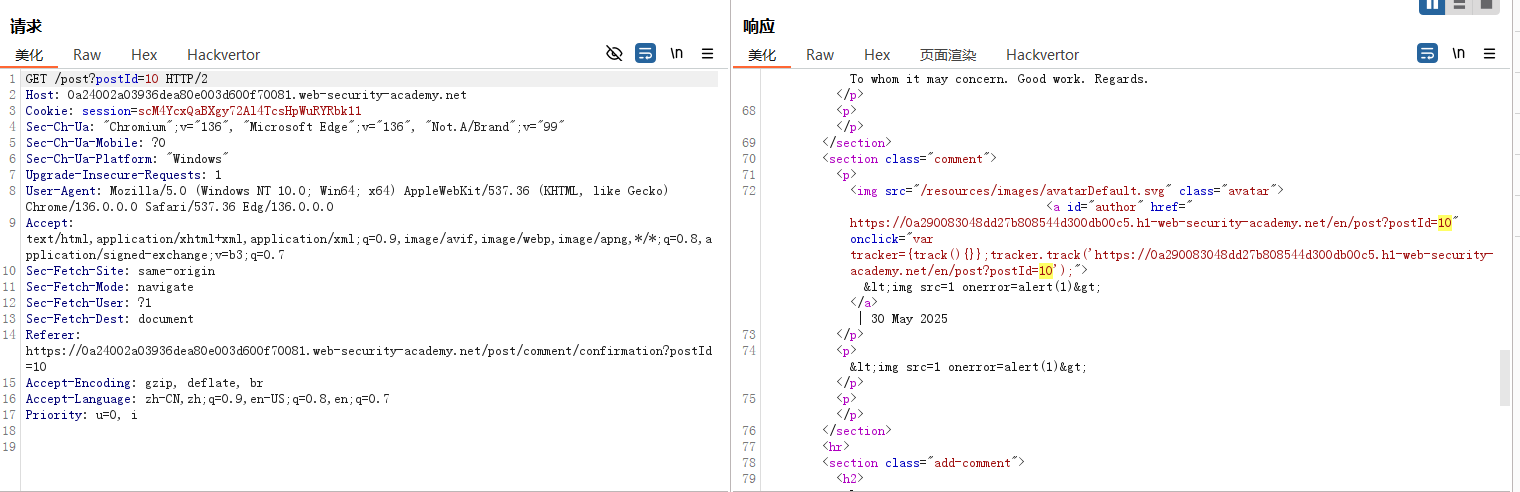 请求
美化 Raw Hex Hackvertor
\n
1 GET /post?postId=10 HTTP/2
2 Host: 0a24002a03936dea80e003d600f70081.web-security-academy.net
3 Cookie: session=scM4YcxQaBXgy72Al4TcsHpWuRYRbk11
4 Sec-Ch-Ua: "Chromium";v="136", "Microsoft Edge";v="136", "Not.A/Brand";v="99"
5 Sec-Ch-Ua-Mobile: ?0
6 Sec-Ch-Ua-Platform: "Windows"
7 Upgrade-Insecure-Requests: 1
8 User-Agent: Mozilla/5.0 (Windows NT 10.0; Win64; x64) AppleWebKit/537.36 (KHTML, like Gecko)
Chrome/136.0.0.0 Safari/537.36 Edg/136.0.0.0
9 Accept:
text/html,application/xhtml+xml,application/xml;q=0.9,image/avif,image/webp,image/apng,*/*;q=0.8,a
pplication/signed-exchange;v=b3;q=0.7
10 Sec-Fetch-Site: same-origin
11 Sec-Fetch-Mode: navigate
12 Sec-Fetch-User: ?1
13 Sec-Fetch-Dest: document
14 Referer:
https://0a24002a03936dea80e003d600f70081.web-security-academy.net/post/comment/confirmation?postId
=10
15 Accept-Encoding: gzip, deflate, br
16 Accept-Language: zh-CN,zh;q=0.9,en-US;q=0.8,en;q=0.7
17 Priority: u=0, i
18
19
响应
美化 Raw Hex 页面渲染 Hackvertor
\n
To whom it may concern. Good work. Regards.
</p>
68 <p>
</p>
69 </section>
70 <section class="comment">
71 <p>
72 <img src="/resources/images/avatarDefault.svg" class="avatar">
<a id="author" href="
https://0a290083048dd27b808544d300db00c5.h1-web-security-academy.net/en/post?postId=10"
onclick="var
tracker={track(){}};tracker.track('https://0a290083048dd27b808544d300db00c5.h1-web-security-
academy.net/en/post?postId=10');">
&lt;img src=1 onerror=alert(1)&gt;
</a>
| 30 May 2025
73 </p>
74 <p>
&lt;img src=1 onerror=alert(1)&gt;
</p>
75 <p>
</p>
76 </section>
77 <hr>
78 <section class="add-comment">
79 <h2>